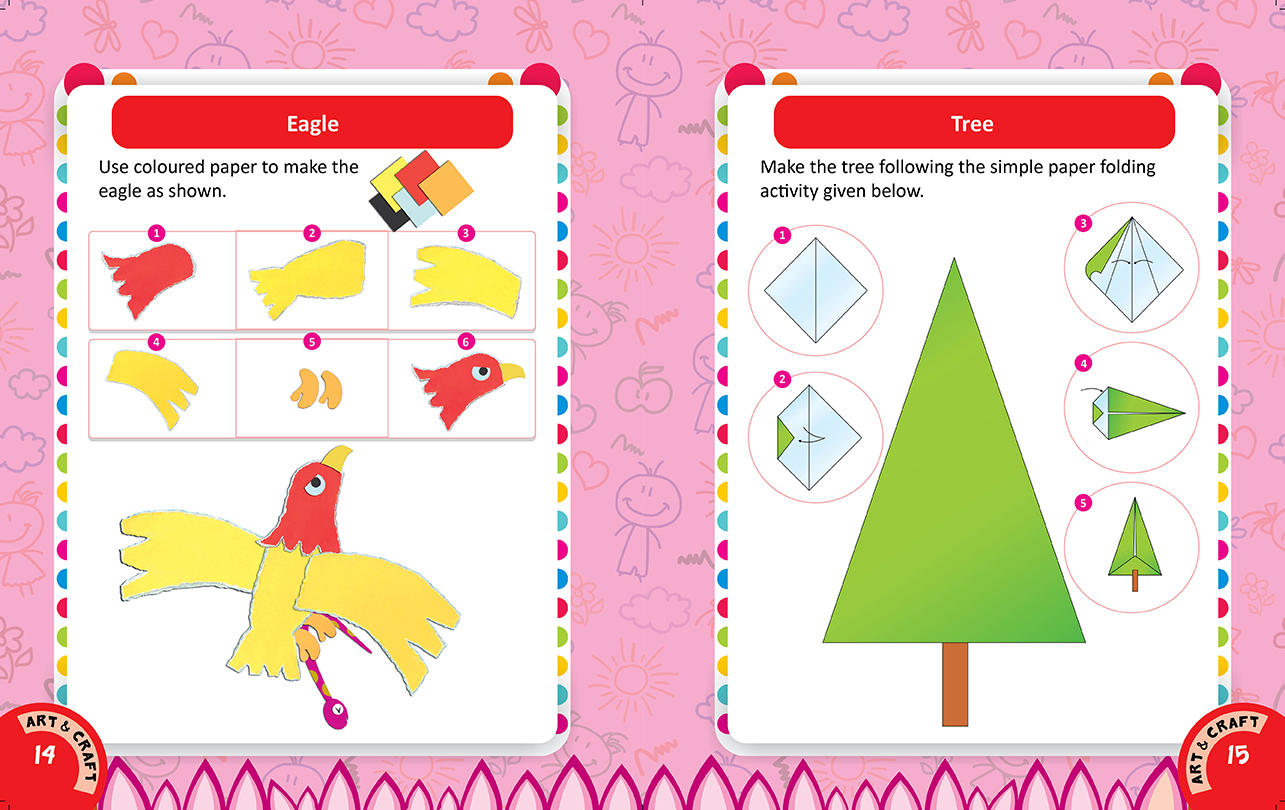 Eagle
Use coloured paper to make the
eagle as shown.
1
2
3
4
5
6
ART & CRAFT
14
Tree
Make the tree following the simple paper folding
activity given below.
1
2
3
4
5
ART & CRAFT
15